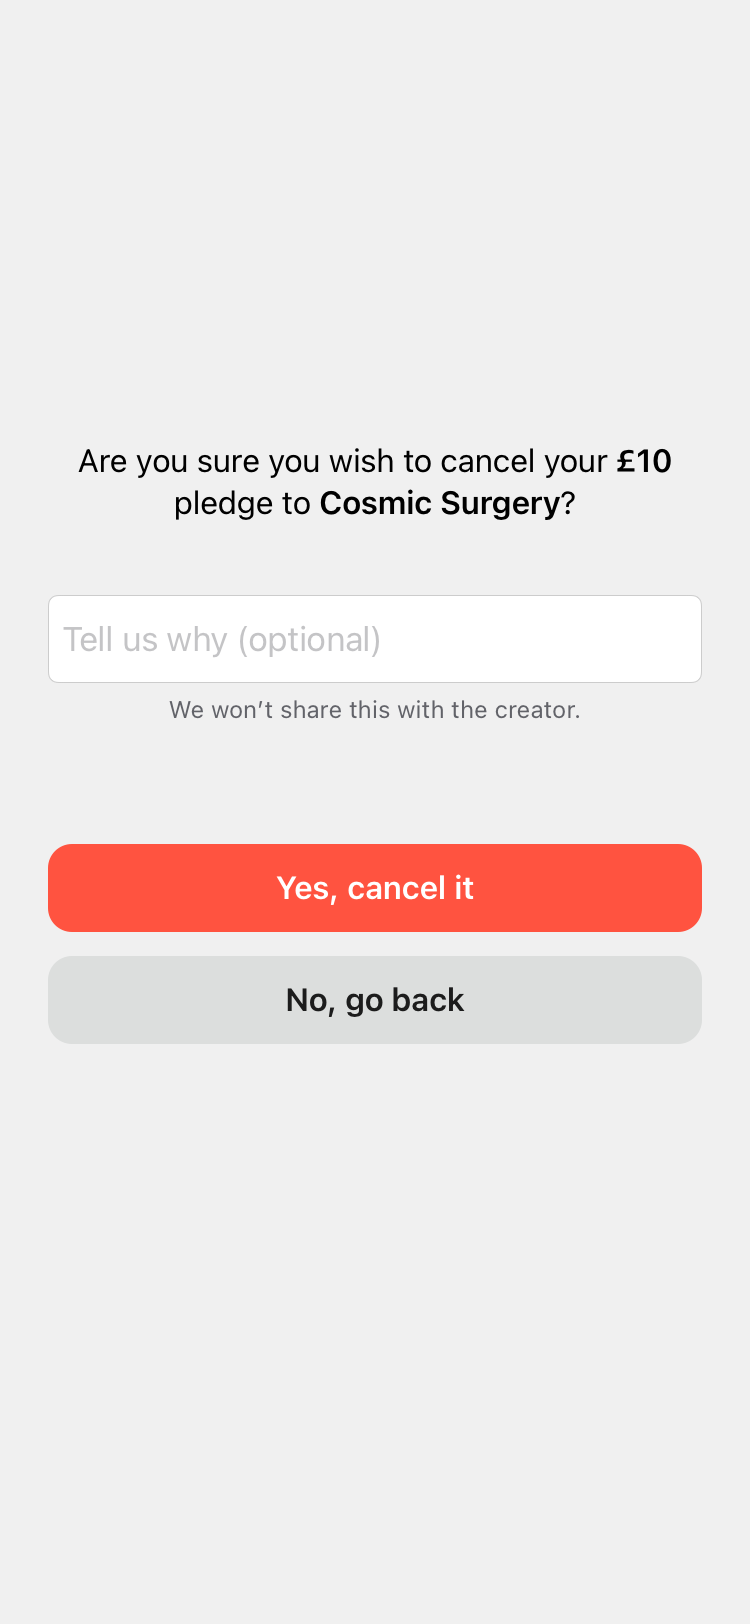 Are you sure you wish to cancel your £10
pledge to Cosmic Surgery?
Tell us why (optional)
We won’t share this with the creator.
Yes, cancel it
No, go back